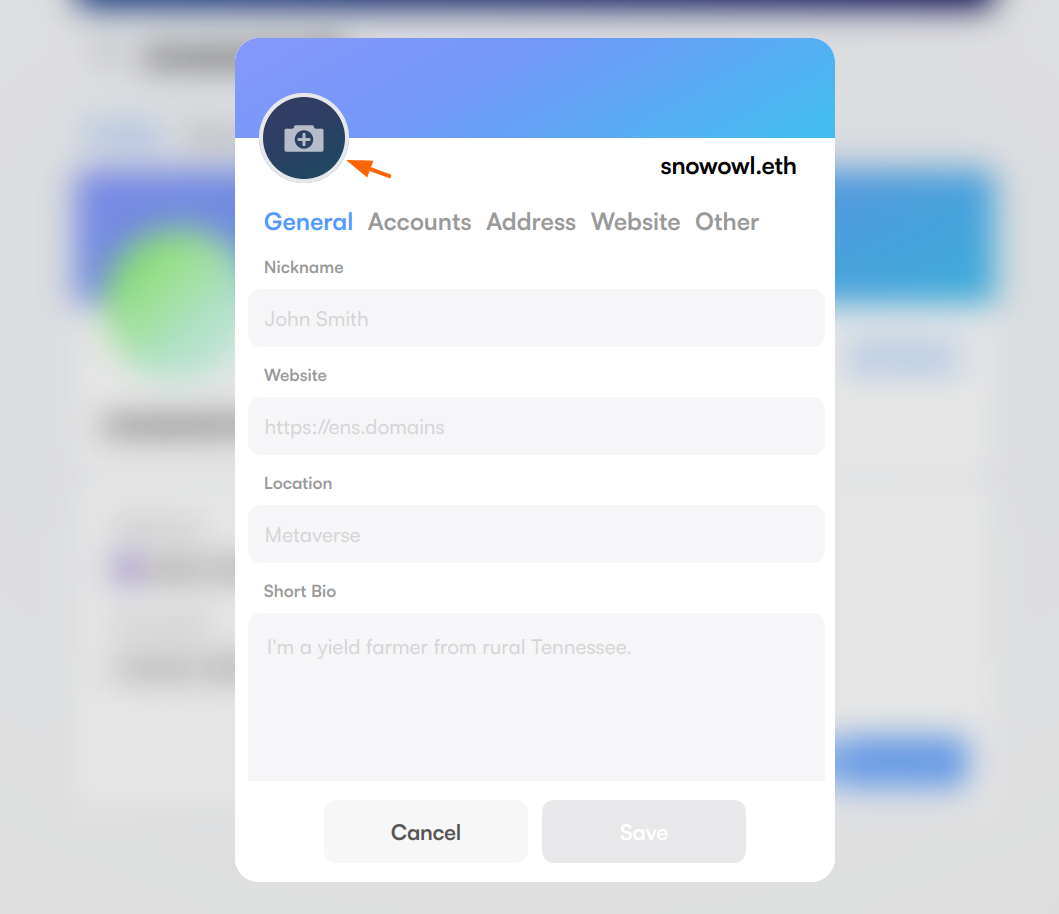 snowowl.eth
General Accounts Address Website Other
Nickname
John Smith
Website
https://ens.domains
Location
Metaverse
Short Bio
I'm a yield farmer from rural Tennessee.
Cancel Save